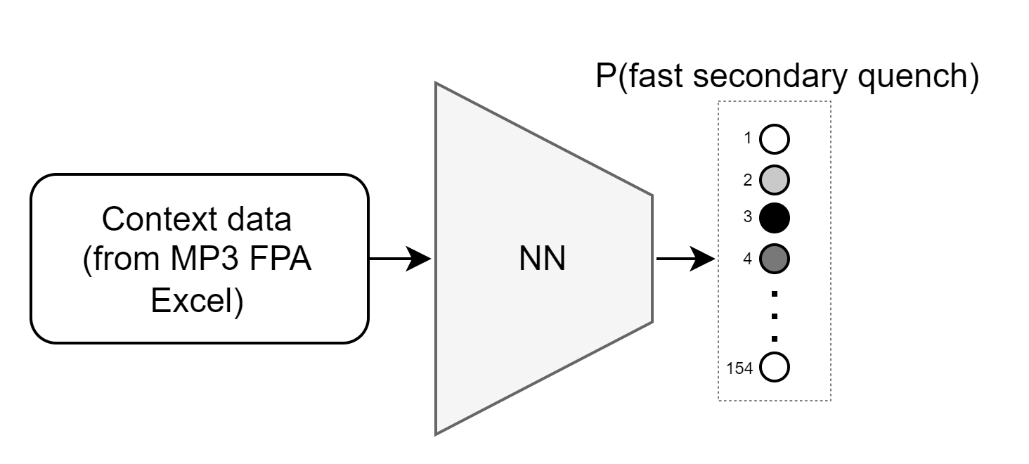 P(fast secondary quench)
Context data
(from MP3 FPA
Excel)
NN
1
2
3
4
154